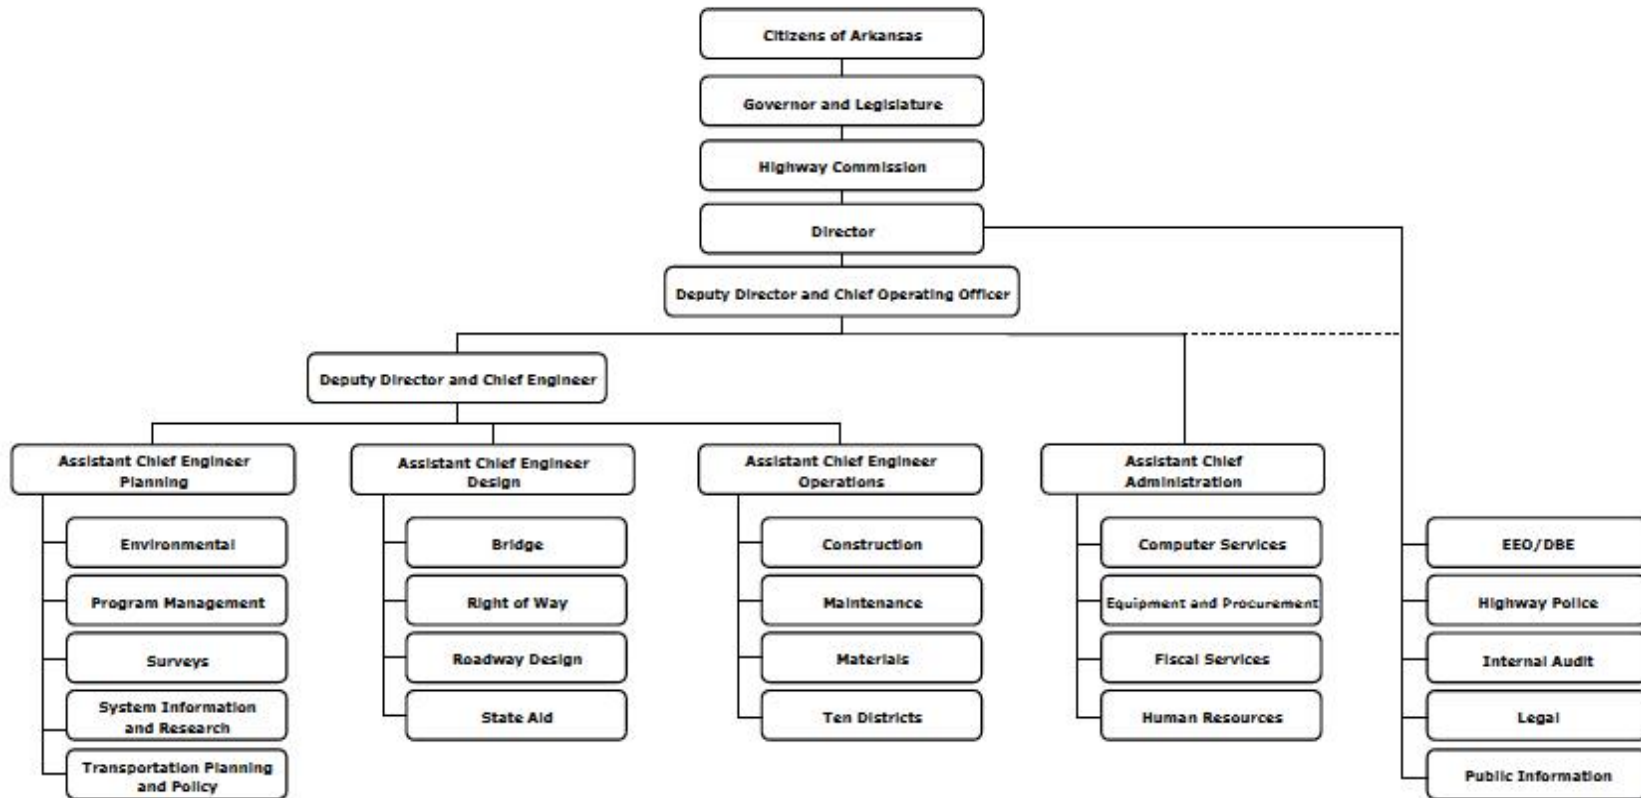 Citizens of Arkansas
Governor and Legislature
Highway Commission
Director
Deputy Director and Chief Operating Officer
Deputy Director and Chief Engineer
Assistant Chief Engineer
Planning
Environmental
Program Management
Surveys
System Information
and Research
Transportation Planning
and Policy
Assistant Chief Engineer
Design
Bridge
Right of Way
Roadway Design
State Aid
Assistant Chief Engineer
Operations
Construction
Maintenance
Materials
Ten Districts
Assistant Chief
Administration
Computer Services
Equipment and Procurement
Fiscal Services
Human Resources
EEO/DBE
Highway Police
Internal Audit
Legal
Public Information